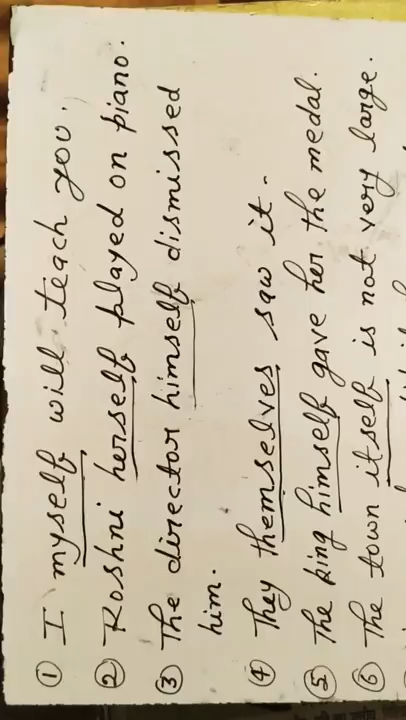 ① I myself will teach you.
② Roshni herself played on piano.
③ The director himself dismissed
him.
④ They themselves saw it.
⑤ The king himself gave her the medal.
⑥ The town itself is not very large.